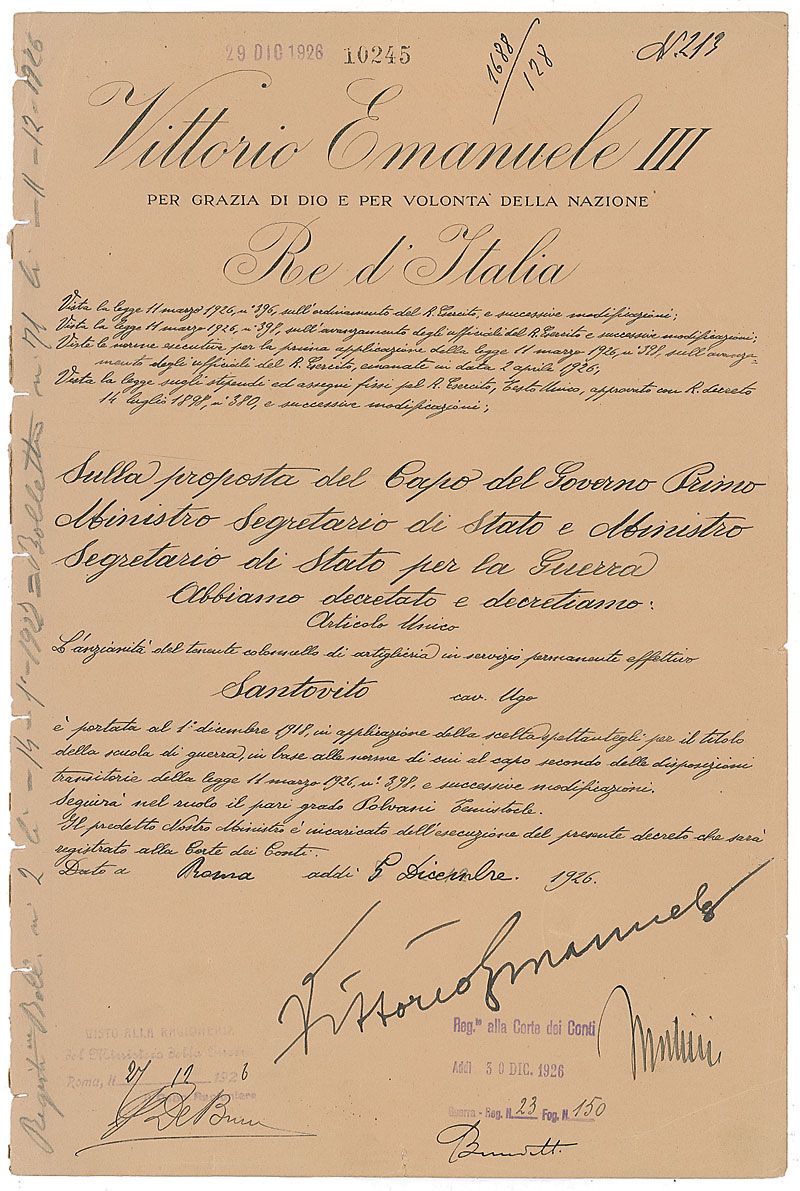 29 DIC 1926 10245 1688/128 N. 213
Vittorio Emanuele III
PER GRAZIA DI DIO E PER VOLONTÀ DELLA NAZIONE
Re d'Italia
Vista la legge 11 marzo 1926, n° 396, sull'ordinamento del R. Esercito, e successive modificazioni;
Vista la legge 11 marzo 1926, n° 398, sull'avanzamento degli ufficiali del R. Esercito e successive modificazioni;
Viste le norme esecutive per la prima applicazione della legge 11 marzo 1926, n° 398, sull'avanza-
mento degli ufficiali del R. Esercito, emanate in data 2 aprile 1926;
Vista la legge sugli stipendi ed assegni fissi pel R. Esercito, Testo Unico, approvato con R. decreto
14 luglio 1898, n° 380, e successive modificazioni;
Sulla proposta del Capo del Governo Primo
Ministro Segretario di Stato e Ministro
Segretario di Stato per la Guerra
Abbiamo decretato e decretiamo:
Articolo Unico
L'anzianità del tenente colonnello di artiglieria in servizio permanente effettivo
Santovito cav. Ugo
è portata al 1° dicembre 1918, in applicazione della scelta spettantegli per il titolo
della scuola di guerra, in base alle norme di cui al capo secondo delle disposizioni
transitorie della legge 11 marzo 1926, n° 398, e successive modificazioni.
Seguirà nel ruolo il pari grado Polvani Temistocle.
Il predetto Nostro Ministro è incaricato dell'esecuzione del presente decreto che sarà
registrato alla Corte dei Conti.
Dato a Roma addì 5 Dicembre 1926.
Vittorio Emanuele
Reg.to alla Corte dei Conti
Addì 30 DIC. 1926
Guerra - Reg. N. 23 Fog. N. 150
VISTO ALLA RAGIONERIA
del Ministero della Guerra
Roma, li 27 12 1926